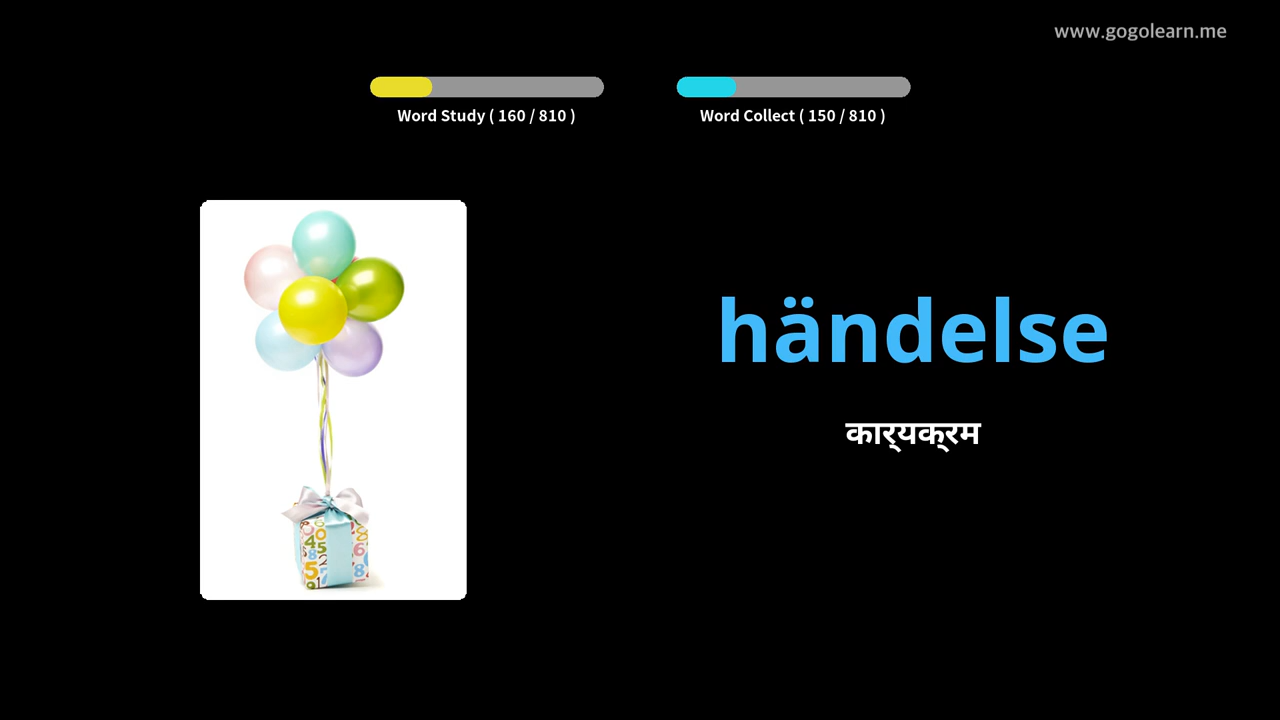 www.gogolearn.me
Word Study ( 160 / 810 )
Word Collect ( 150 / 810 )
händelse
कार्यक्रम